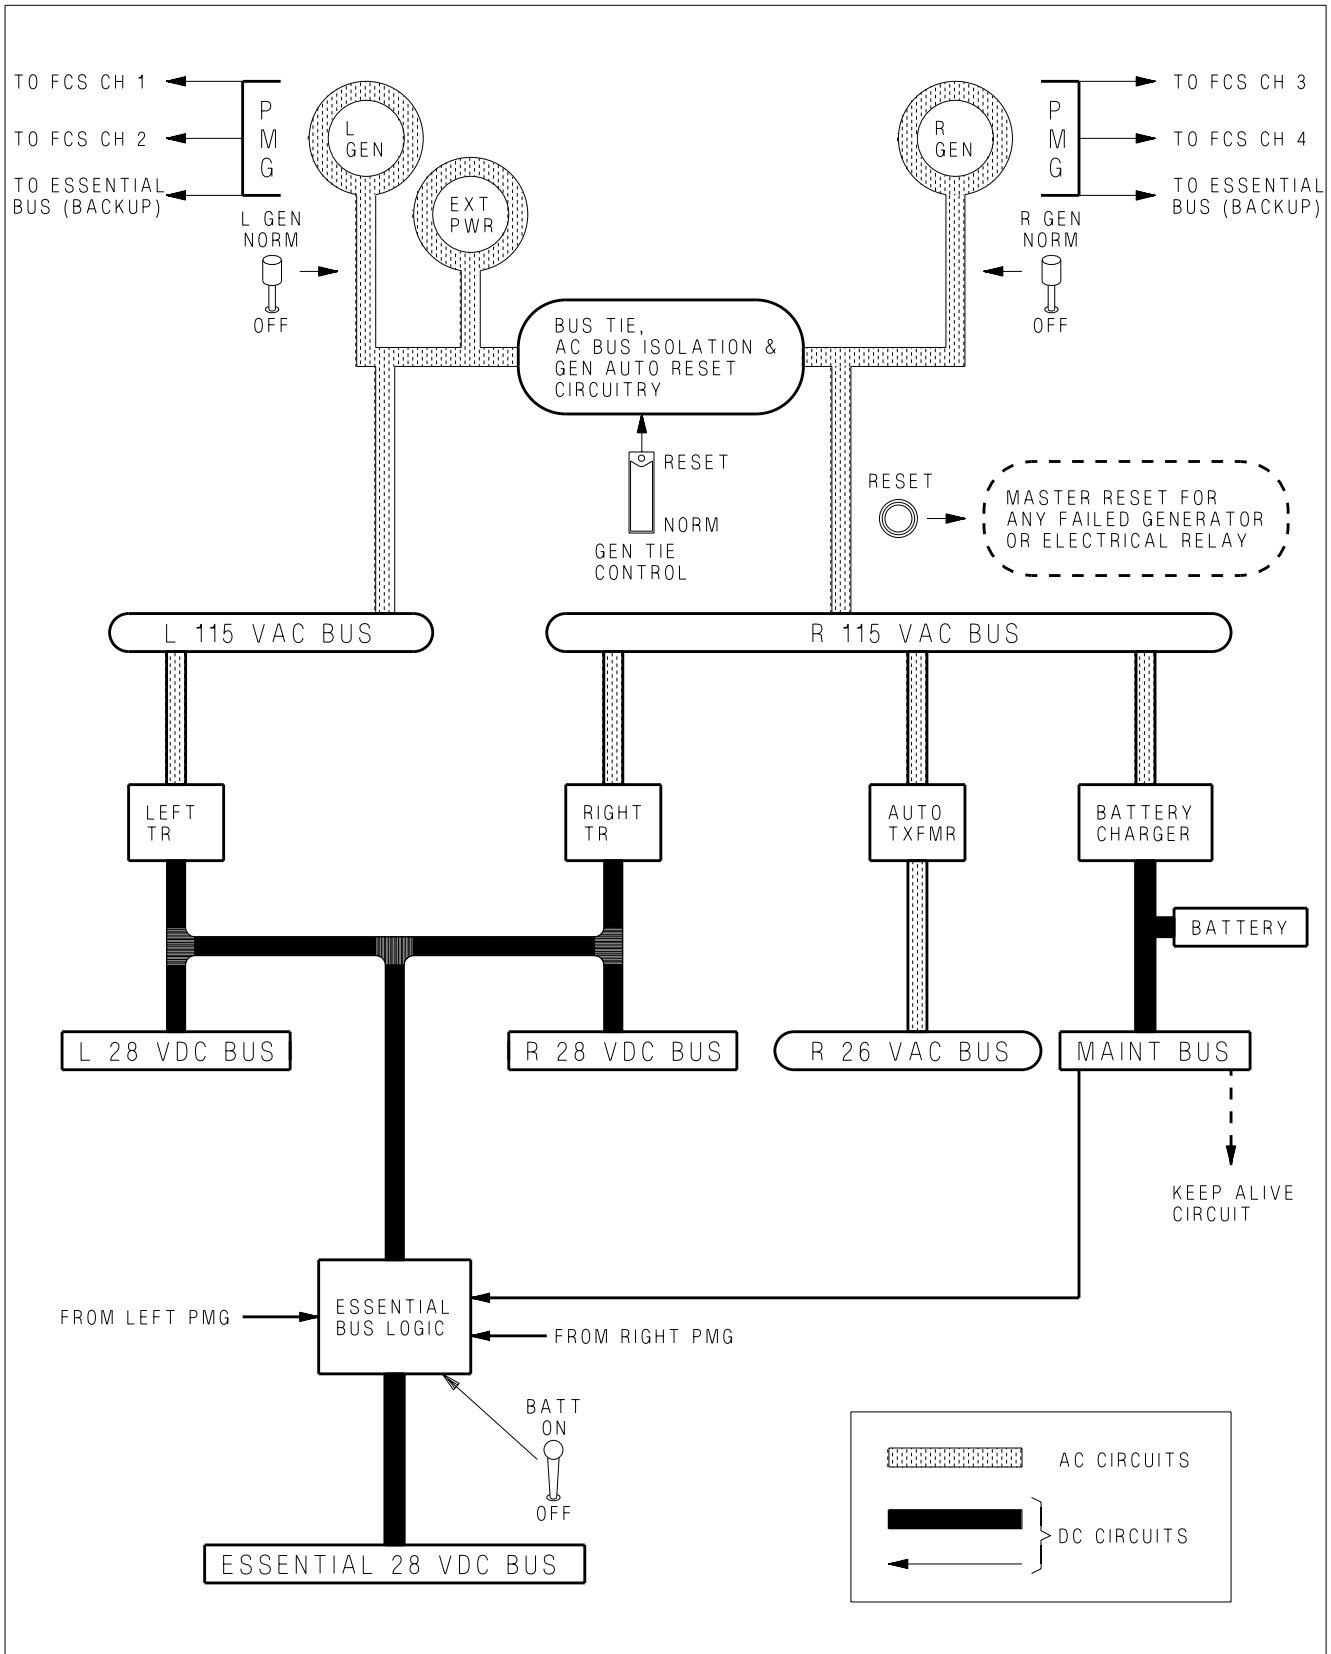 TO FCS CH 1
TO FCS CH 2
TO ESSENTIAL
BUS (BACKUP)
P
M
G
L
GEN
EXT
PWR
R
GEN
P
M
G
TO FCS CH 3
TO FCS CH 4
TO ESSENTIAL
BUS (BACKUP)
L GEN
NORM
OFF
R GEN
NORM
OFF
BUS TIE,
AC BUS ISOLATION &
GEN AUTO RESET
CIRCUITRY
RESET
NORM
GEN TIE
CONTROL
RESET
MASTER RESET FOR
ANY FAILED GENERATOR
OR ELECTRICAL RELAY
L 115 VAC BUS
R 115 VAC BUS
LEFT
TR
RIGHT
TR
AUTO
TXFMR
BATTERY
CHARGER
BATTERY
L 28 VDC BUS
R 28 VDC BUS
R 26 VAC BUS
MAINT BUS
KEEP ALIVE
CIRCUIT
FROM LEFT PMG
ESSENTIAL
BUS LOGIC
FROM RIGHT PMG
BATT
ON
OFF
ESSENTIAL 28 VDC BUS
AC CIRCUITS
DC CIRCUITS